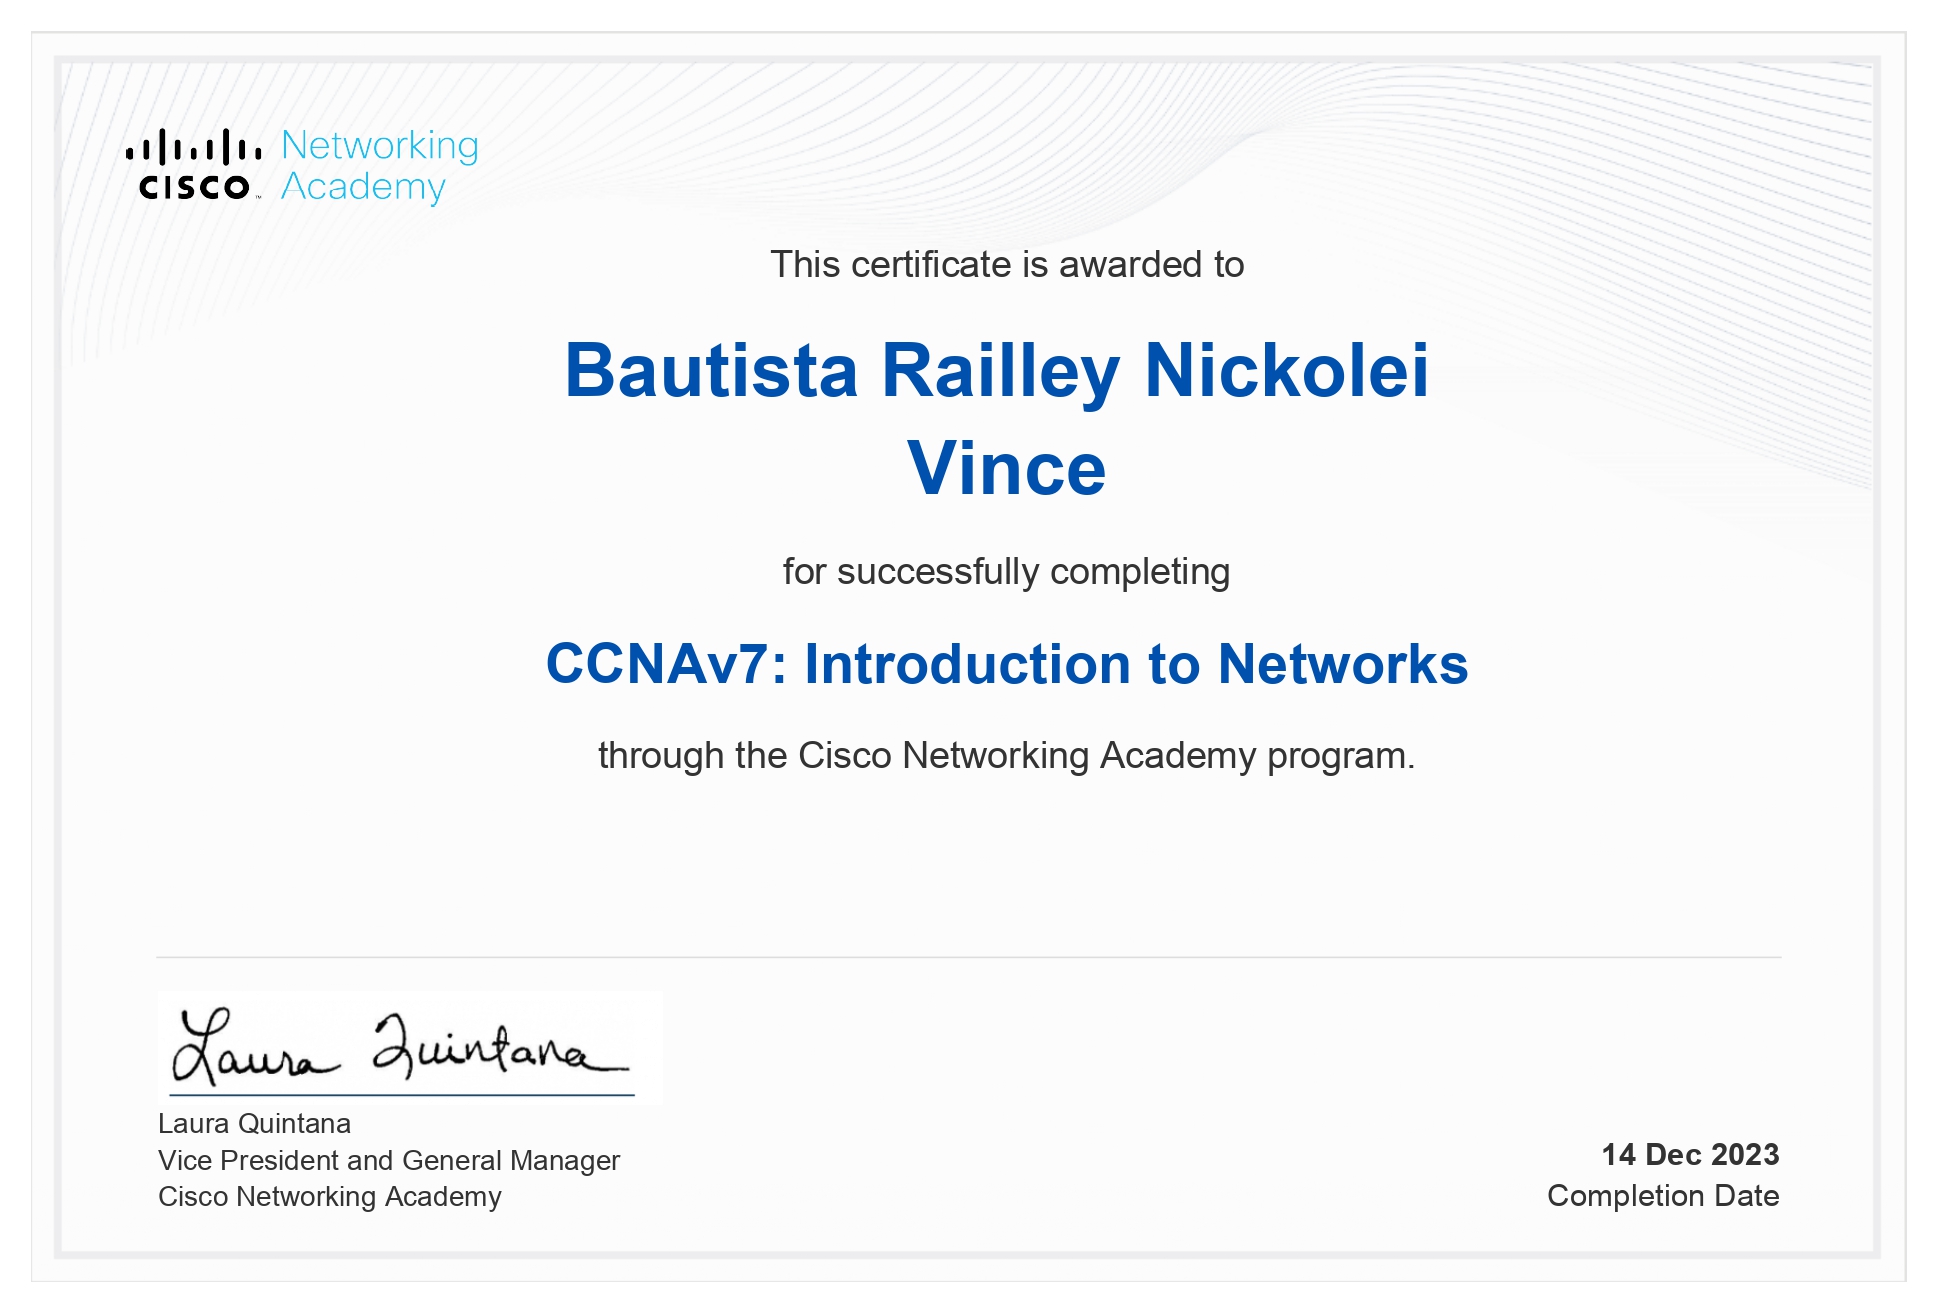 Networking
CISCO™ Academy
This certificate is awarded to
Bautista Railley Nickolei
Vince
for successfully completing
CCNAv7: Introduction to Networks
through the Cisco Networking Academy program.
Laura Quintana
Laura Quintana
Vice President and General Manager
Cisco Networking Academy
14 Dec 2023
Completion Date